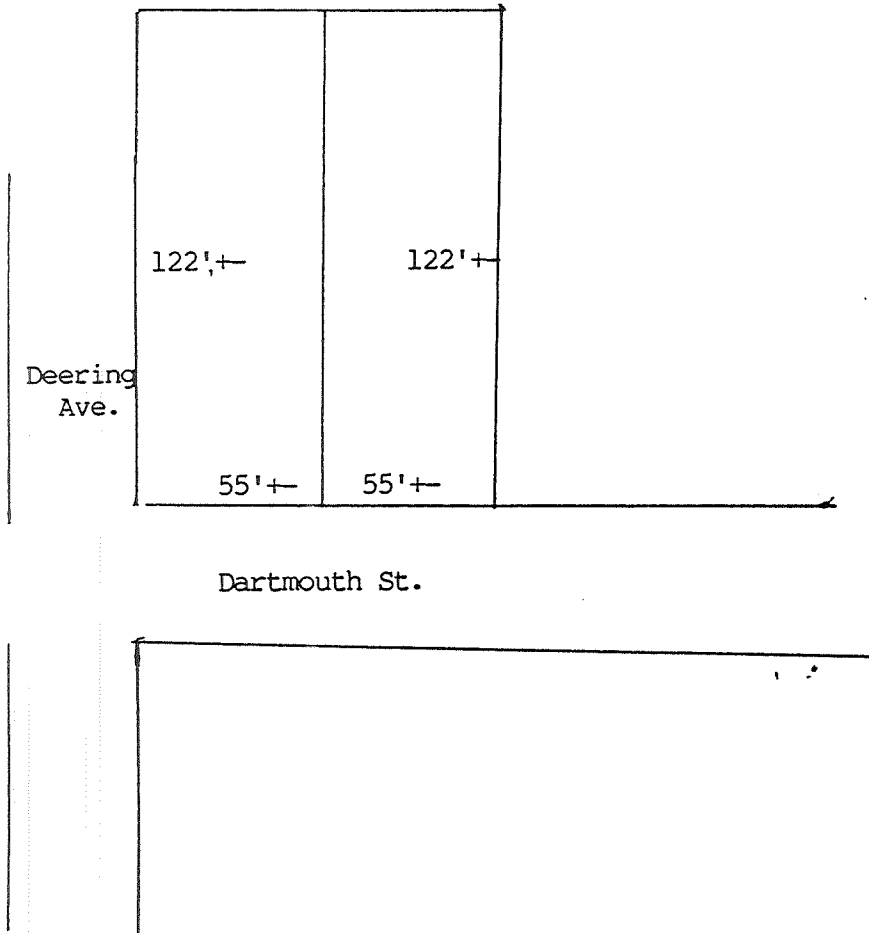 122',+-
122'+-
Deering
Ave.
55'+-
55'+-
Dartmouth St.